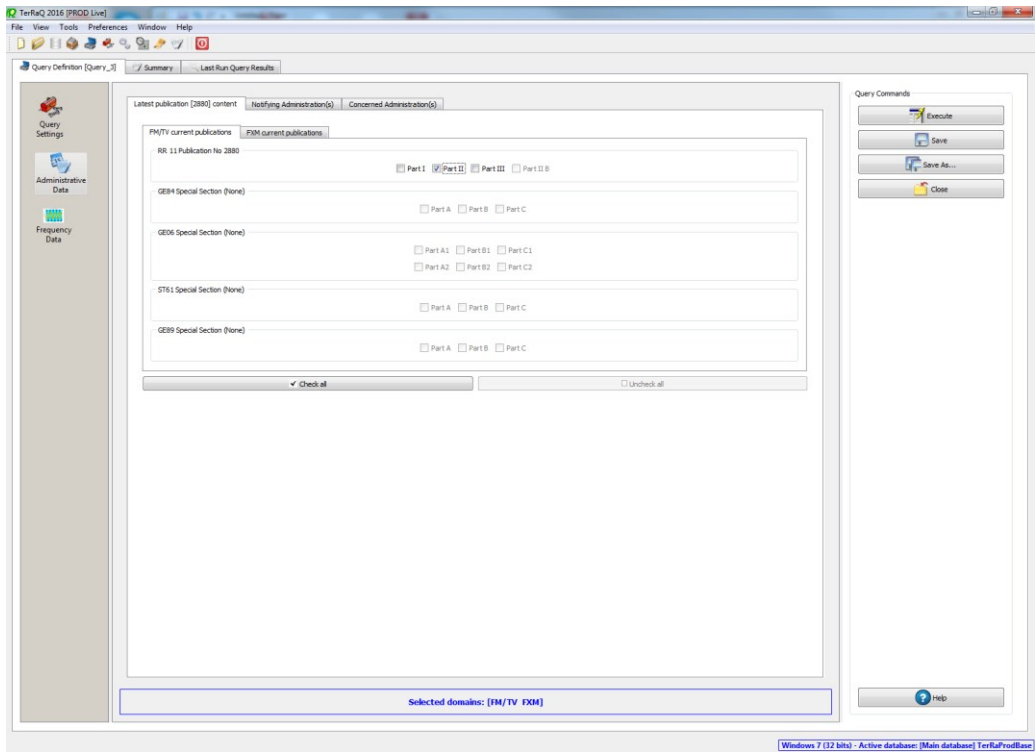 TerRaQ 2016 [PROD Live]
File View Tools Preferences Window Help
Query Definition [Query_3] Summary Last Run Query Results
Query Settings
Administrative Data
Frequency Data
Latest publication [2880] content Notifying Administration(s) Concerned Administration(s)
FM/TV current publications FXM current publications
RR 11 Publication No 2880
Part I Part II Part III Part II B
GE84 Special Section (None)
Part A Part B Part C
GE06 Special Section (None)
Part A1 Part B1 Part C1
Part A2 Part B2 Part C2
ST61 Special Section (None)
Part A Part B Part C
GE89 Special Section (None)
Part A Part B Part C
Check all Uncheck all
Selected domains: [FM/TV FXM]
Query Commands
Execute
Save
Save As...
Close
Help
Windows 7 (32 bits) - Active database: [Main database] TerRaProdBase